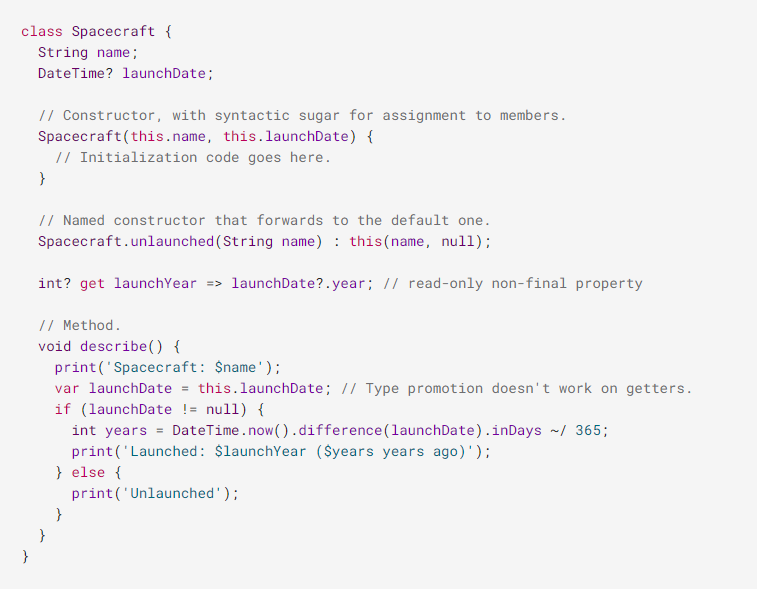 class Spacecraft {
  String name;
  DateTime? launchDate;

  // Constructor, with syntactic sugar for assignment to members.
  Spacecraft(this.name, this.launchDate) {
    // Initialization code goes here.
  }

  // Named constructor that forwards to the default one.
  Spacecraft.unlaunched(String name) : this(name, null);

  int? get launchYear => launchDate?.year; // read-only non-final property

  // Method.
  void describe() {
    print('Spacecraft: $name');
    var launchDate = this.launchDate; // Type promotion doesn't work on getters.
    if (launchDate != null) {
      int years = DateTime.now().difference(launchDate).inDays ~/ 365;
      print('Launched: $launchYear ($years years ago)');
    } else {
      print('Unlaunched');
    }
  }
}